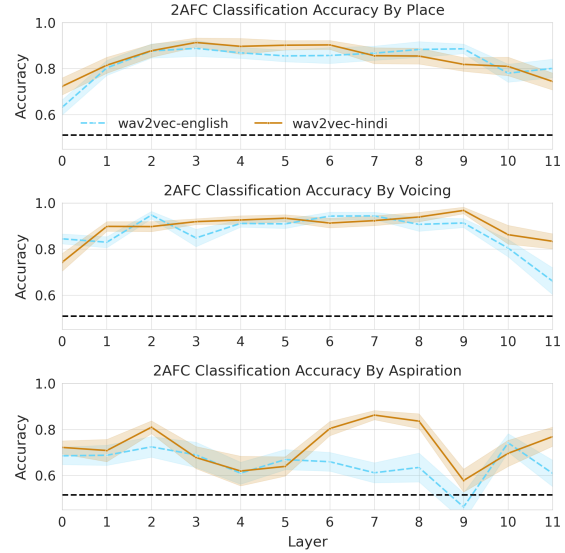 2AFC Classification Accuracy By Place
1.0
0.8
0.6
Accuracy
wav2vec-english wav2vec-hindi
0 1 2 3 4 5 6 7 8 9 10 11
2AFC Classification Accuracy By Voicing
1.0
0.8
0.6
Accuracy
0 1 2 3 4 5 6 7 8 9 10 11
2AFC Classification Accuracy By Aspiration
1.0
0.8
0.6
Accuracy
0 1 2 3 4 5 6 7 8 9 10 11
Layer